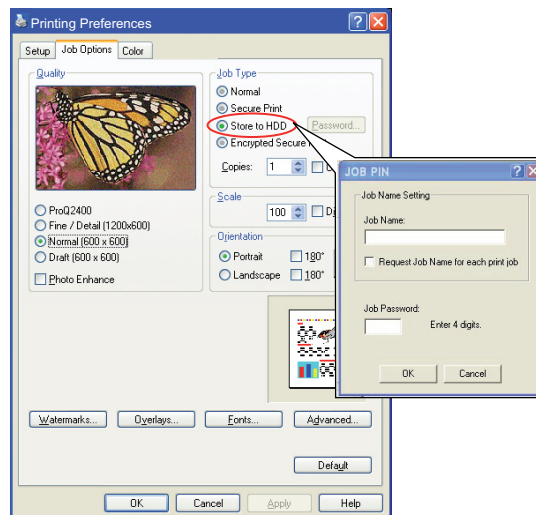 Printing Preferences
Setup Job Options Color
Quality
ProQ2400
Fine / Detail (1200x600)
Normal (600 x 600)
Draft (600 x 600)
Photo Enhance
Job Type
Normal
Secure Print
Store to HDD
Password...
Encrypted Secure
Copies: 1
Scale
100
Orientation
Portrait 180°
Landscape 180°
Watermarks... Overlays... Fonts... Advanced...
Default
OK Cancel Apply Help
JOB PIN
Job Name Setting
Job Name:
Request Job Name for each print job
Job Password:
Enter 4 digits.
OK Cancel